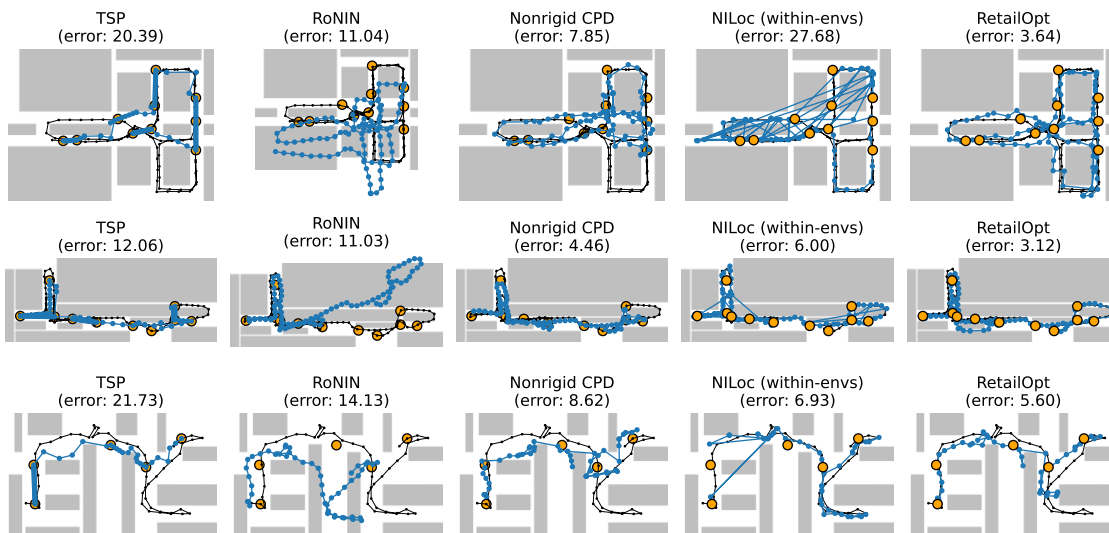 TSP
(error: 20.39)
RoNIN
(error: 11.04)
Nonrigid CPD
(error: 7.85)
NILoc (within-envs)
(error: 27.68)
RetailOpt
(error: 3.64)
TSP
(error: 12.06)
RoNIN
(error: 11.03)
Nonrigid CPD
(error: 4.46)
NILoc (within-envs)
(error: 6.00)
RetailOpt
(error: 3.12)
TSP
(error: 21.73)
RoNIN
(error: 14.13)
Nonrigid CPD
(error: 8.62)
NILoc (within-envs)
(error: 6.93)
RetailOpt
(error: 5.60)